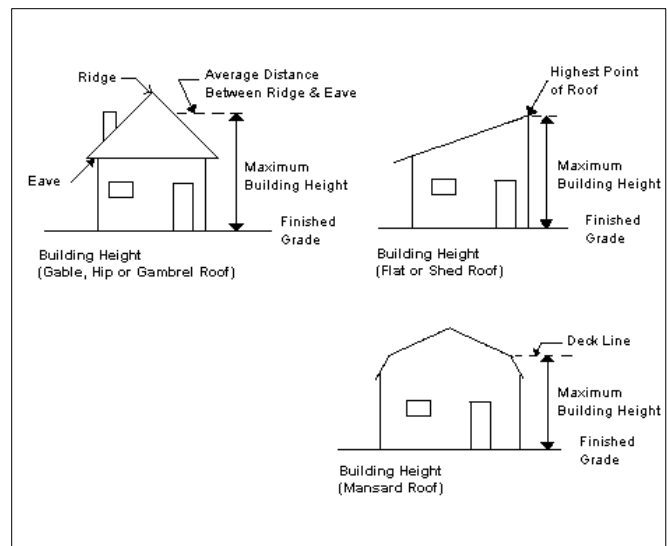 Ridge
Average Distance
Between Ridge & Eave
Eave
Maximum
Building Height
Finished
Grade
Building Height
(Gable, Hip or Gambrel Roof)
Highest Point
of Roof
Maximum
Building Height
Finished
Grade
Building Height
(Flat or Shed Roof)
Deck Line
Maximum
Building Height
Finished
Grade
Building Height
(Mansard Roof)